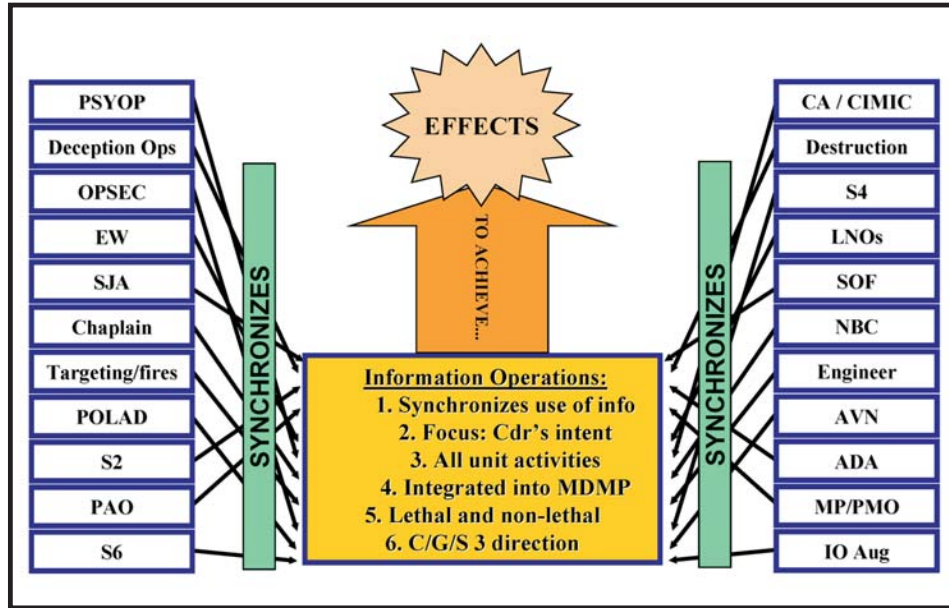 PSYOP
Deception Ops
OPSEC
EW
SJA
Chaplain
Targeting/fires
POLAD
S2
PAO
S6
SYNCHRONIZES
EFFECTS
TO ACHIEVE...
Information Operations:
1. Synchronizes use of info
2. Focus: Cdr's intent
3. All unit activities
4. Integrated into MDMP
5. Lethal and non-lethal
6. C/G/S 3 direction
SYNCHRONIZES
CA / CIMIC
Destruction
S4
LNOs
SOF
NBC
Engineer
AVN
ADA
MP/PMO
IO Aug